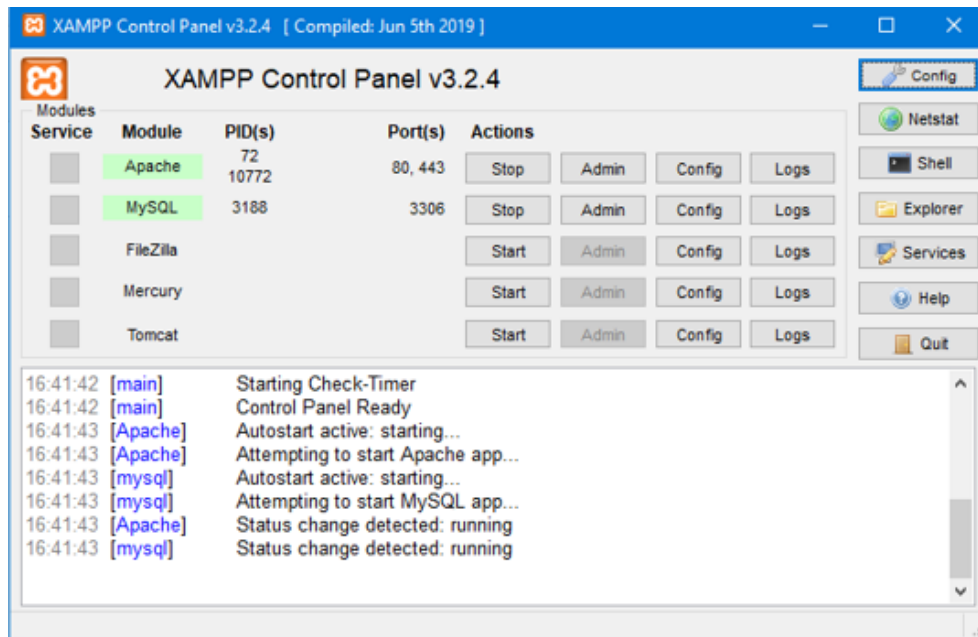 XAMPP Control Panel v3.2.4 [ Compiled: Jun 5th 2019 ]
XAMPP Control Panel v3.2.4
Config
Modules
Netstat
Service Module PID(s) Port(s) Actions
Apache 72 10772 80, 443 Stop Admin Config Logs
Shell
MySQL 3188 3306 Stop Admin Config Logs
Explorer
FileZilla Start Admin Config Logs
Services
Mercury Start Admin Config Logs
Help
Tomcat Start Admin Config Logs
Quit
16:41:42 [main] Starting Check-Timer
16:41:42 [main] Control Panel Ready
16:41:43 [Apache] Autostart active: starting...
16:41:43 [Apache] Attempting to start Apache app...
16:41:43 [mysql] Autostart active: starting...
16:41:43 [mysql] Attempting to start MySQL app...
16:41:43 [Apache] Status change detected: running
16:41:43 [mysql] Status change detected: running